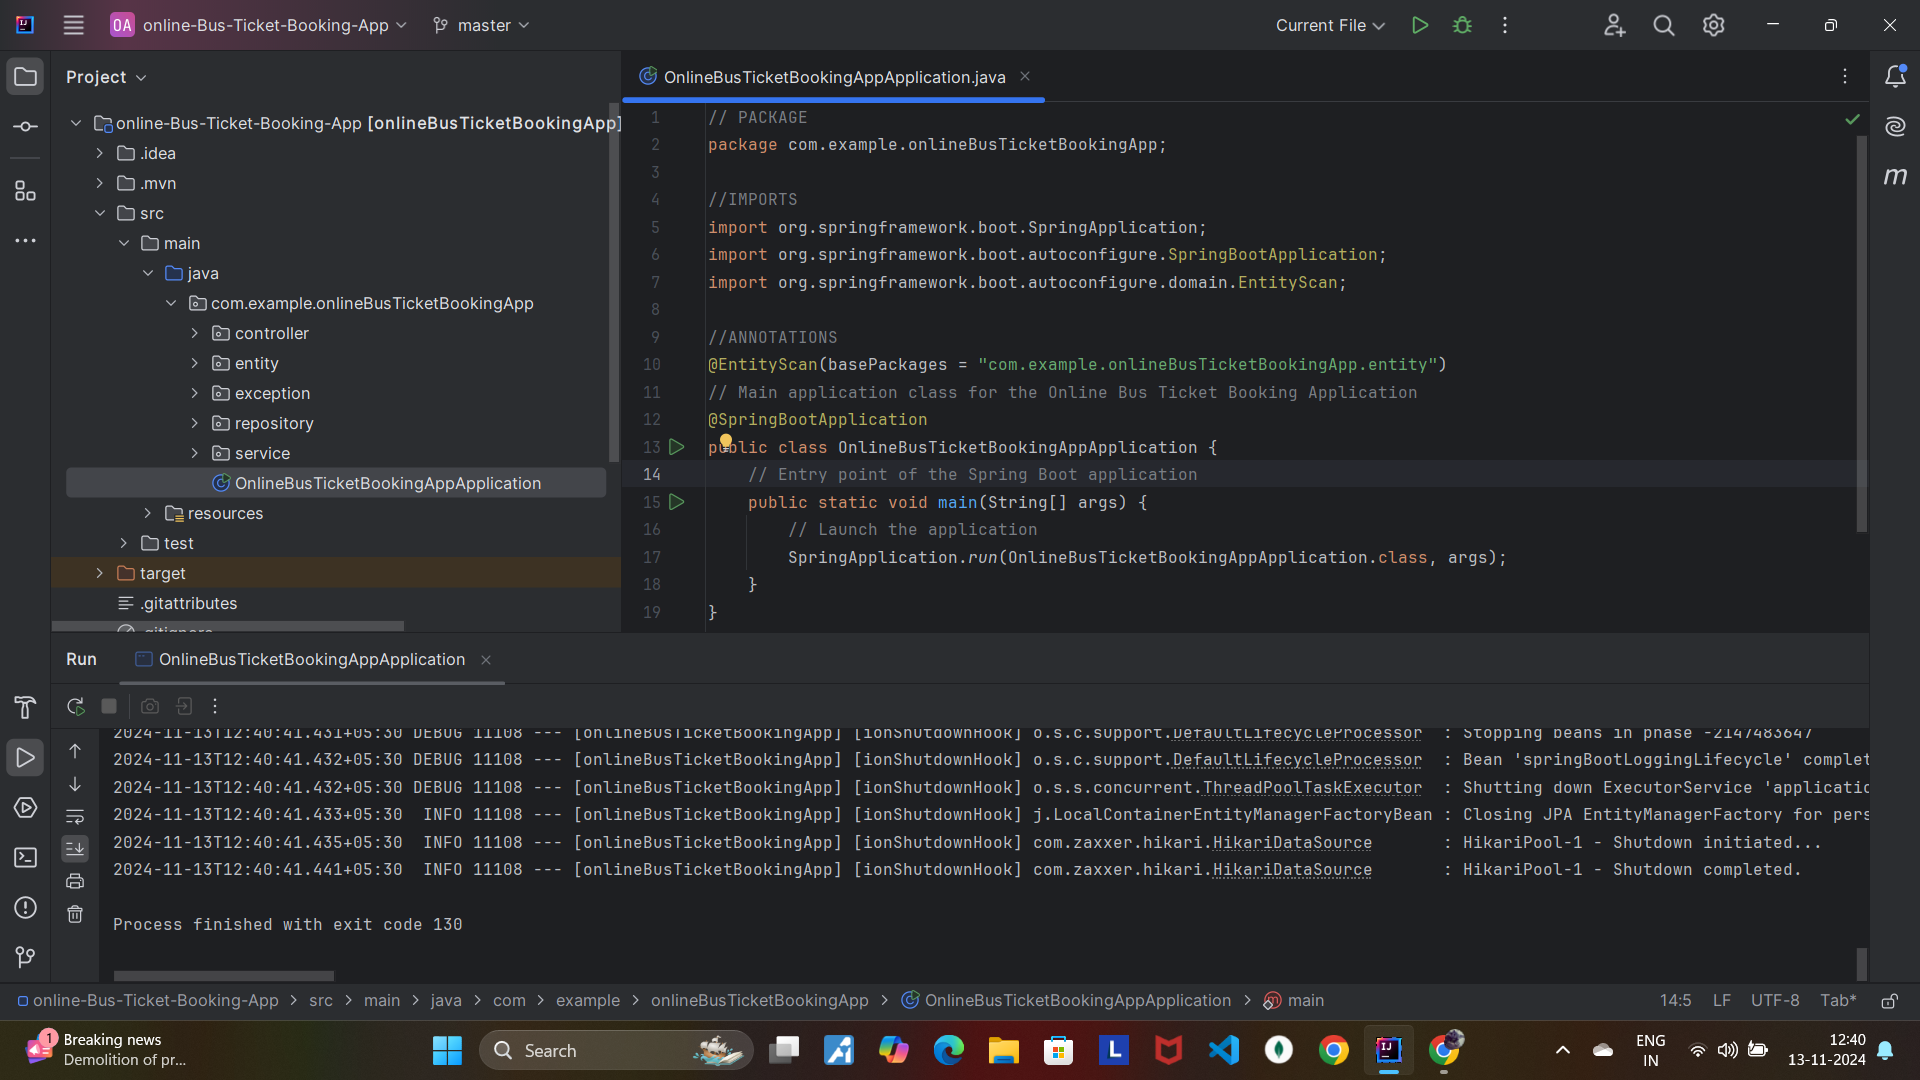 OA online-Bus-Ticket-Booking-App master Current File
Project
OnlineBusTicketBookingAppApplication.java
online-Bus-Ticket-Booking-App [onlineBusTicketBookingApp]
.idea
.mvn
src
main
java
com.example.onlineBusTicketBookingApp
controller
entity
exception
repository
service
OnlineBusTicketBookingAppApplication
resources
test
target
.gitattributes
.gitignore
1 // PACKAGE
2 package com.example.onlineBusTicketBookingApp;
3
4 //IMPORTS
5 import org.springframework.boot.SpringApplication;
6 import org.springframework.boot.autoconfigure.SpringBootApplication;
7 import org.springframework.boot.autoconfigure.domain.EntityScan;
8
9 //ANNOTATIONS
10 @EntityScan(basePackages = "com.example.onlineBusTicketBookingApp.entity")
11 // Main application class for the Online Bus Ticket Booking Application
12 @SpringBootApplication
13 public class OnlineBusTicketBookingAppApplication {
14 // Entry point of the Spring Boot application
15 public static void main(String[] args) {
16 // Launch the application
17 SpringApplication.run(OnlineBusTicketBookingAppApplication.class, args);
18 }
19 }
m
Run OnlineBusTicketBookingAppApplication
2024-11-13T12:40:41.431+05:30 DEBUG 11108 --- [onlineBusTicketBookingApp] [ionShutdownHook] o.s.c.support.DefaultLifecycleProcessor : Stopping beans in phase -2147483647
2024-11-13T12:40:41.432+05:30 DEBUG 11108 --- [onlineBusTicketBookingApp] [ionShutdownHook] o.s.c.support.DefaultLifecycleProcessor : Bean 'springBootLoggingLifecycle' complet
2024-11-13T12:40:41.432+05:30 DEBUG 11108 --- [onlineBusTicketBookingApp] [ionShutdownHook] o.s.s.concurrent.ThreadPoolTaskExecutor : Shutting down ExecutorService 'applicatio
2024-11-13T12:40:41.433+05:30 INFO 11108 --- [onlineBusTicketBookingApp] [ionShutdownHook] j.LocalContainerEntityManagerFactoryBean : Closing JPA EntityManagerFactory for pers
2024-11-13T12:40:41.435+05:30 INFO 11108 --- [onlineBusTicketBookingApp] [ionShutdownHook] com.zaxxer.hikari.HikariDataSource : HikariPool-1 - Shutdown initiated...
2024-11-13T12:40:41.441+05:30 INFO 11108 --- [onlineBusTicketBookingApp] [ionShutdownHook] com.zaxxer.hikari.HikariDataSource : HikariPool-1 - Shutdown completed.
Process finished with exit code 130
online-Bus-Ticket-Booking-App > src > main > java > com > example > onlineBusTicketBookingApp > OnlineBusTicketBookingAppApplication > main 14:5 LF UTF-8 Tab*
1 Breaking news
Demolition of pr...
Search
ENG
IN
12:40
13-11-2024